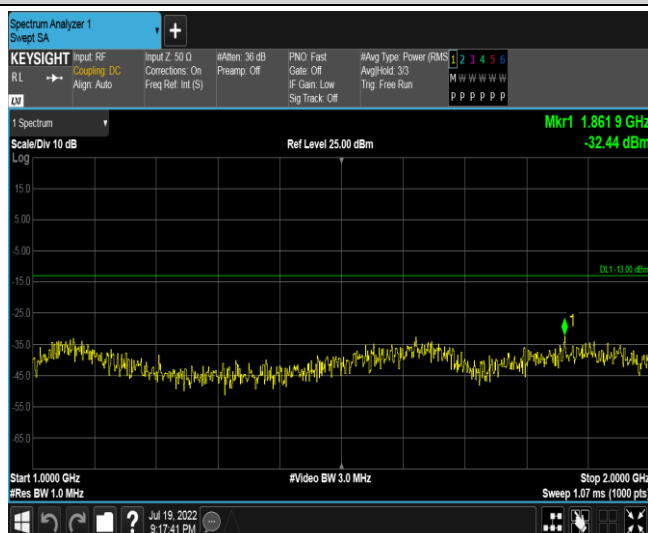 Spectrum Analyzer 1
Swept SA
+
KEYSIGHT
R L
LXI
Input: RF
Coupling: DC
Align: Auto
Input Z: 50 Ω
Corrections: On
Freq Ref: Int (S)
#Atten: 36 dB
Preamp: Off
PNO: Fast
Gate: Off
IF Gain: Low
Sig Track: Off
#Avg Type: Power (RMS
Avg|Hold: 3/3
Trig: Free Run
1 2 3 4 5 6
M W W W W W
P P P P P P
1 Spectrum
Scale/Div 10 dB
Ref Level 25.00 dBm
Mkr1 1.861 9 GHz
-32.44 dBm
Log
15.0
5.00
-5.00
DL1 -13.00 dBm
-15.0
-25.0
1
-35.0
-45.0
-55.0
-65.0
Start 1.0000 GHz
#Video BW 3.0 MHz
Stop 2.0000 GHz
#Res BW 1.0 MHz
Sweep 1.07 ms (1000 pts)
?
Jul 19, 2022
9:17:41 PM